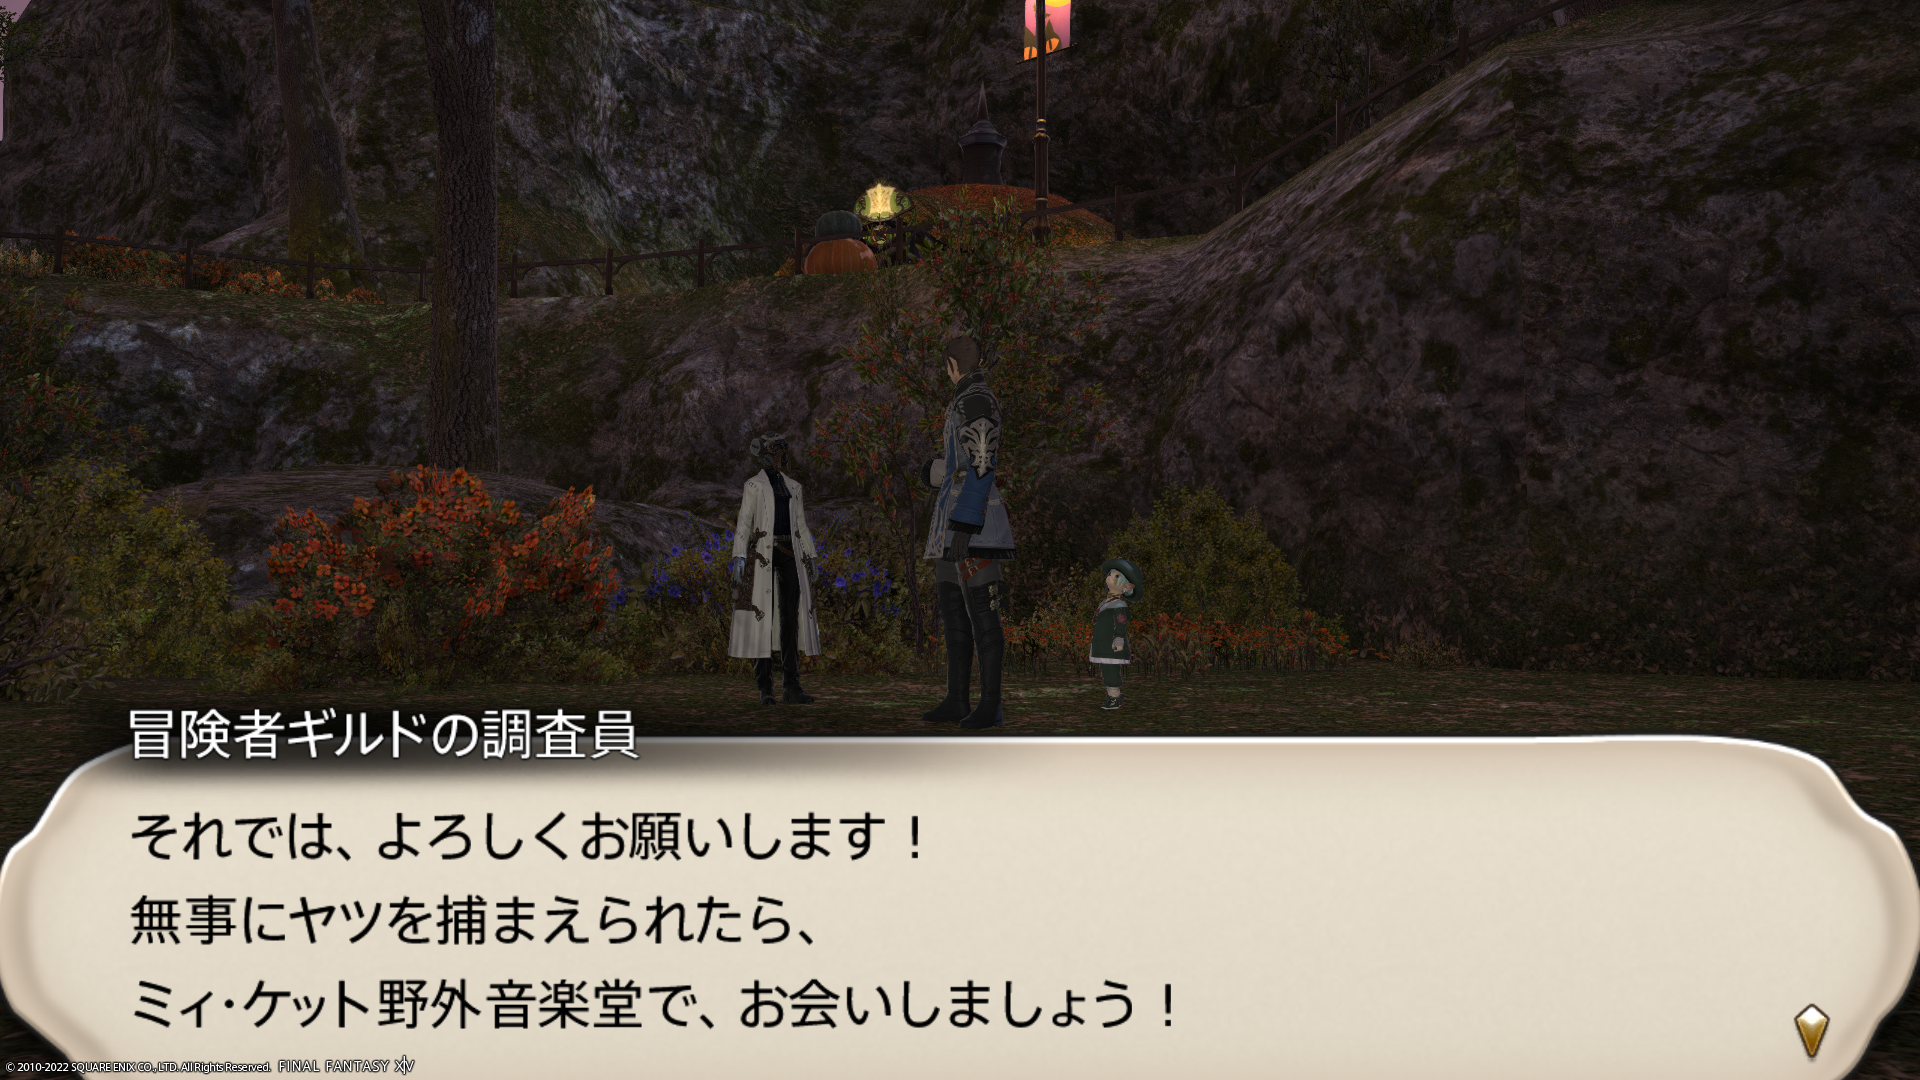 冒険者ギルドの調査員
それでは、よろしくお願いします！
無事にヤツを捕まえられたら、
ミィ・ケット野外音楽堂で、お会いしましょう！
© 2010-2022 SQUARE ENIX CO., LTD. All Rights Reserved. FINAL FANTASY XIV